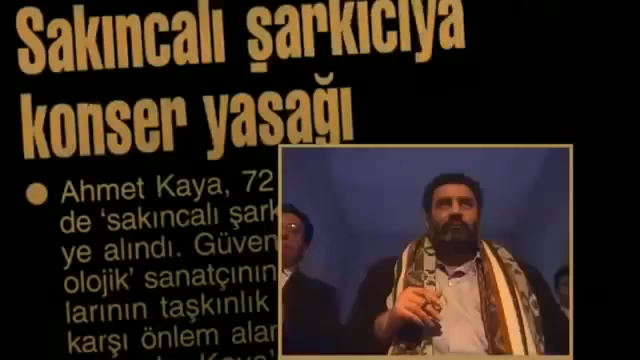 Sakıncalı şarkıcıya
konser yasağı
Ahmet Kaya, 72
de ‘sakıncalı şark
ye alındı. Güven
olojik’ sanatçının
larının taşkınlık
karşı önlem alar